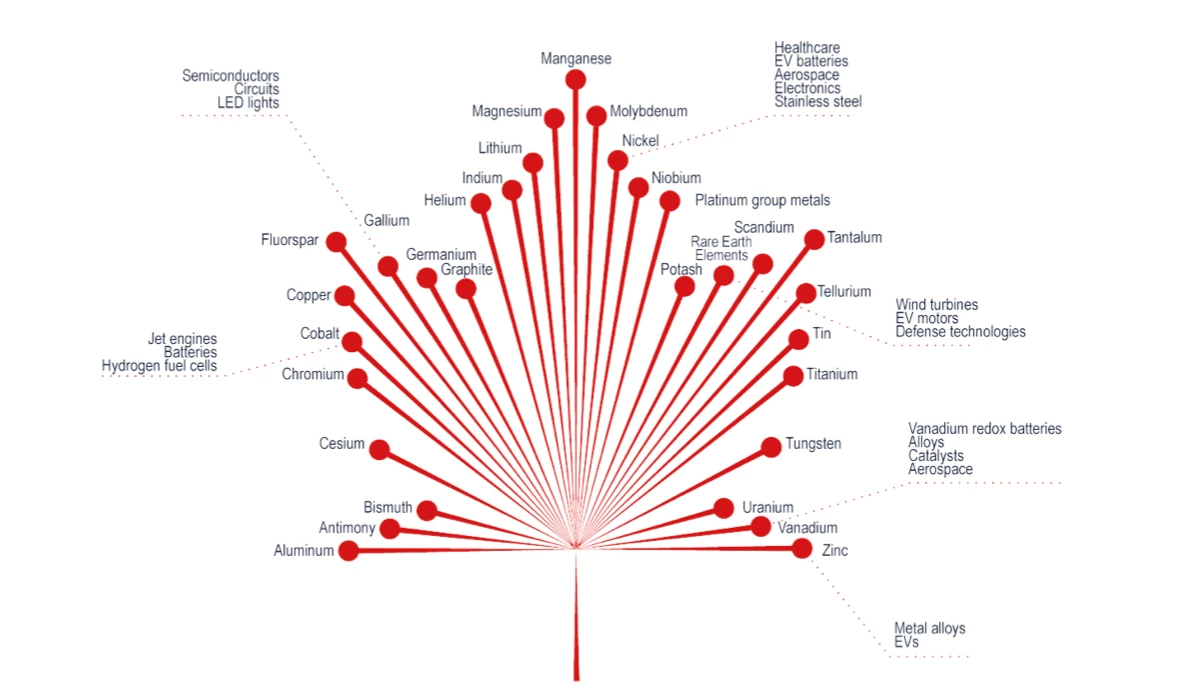 Manganese
Healthcare
EV batteries
Aerospace
Electronics
Stainless steel
Semiconductors
Circuits
LED lights
Magnesium
Molybdenum
Lithium
Nickel
Indium
Niobium
Helium
Platinum group metals
Gallium
Scandium
Fluorspar
Tantalum
Germanium
Rare Earth
Elements
Graphite
Potash
Copper
Tellurium
Wind turbines
EV motors
Defense technologies
Cobalt
Tin
Jet engines
Batteries
Hydrogen fuel cells
Chromium
Titanium
Cesium
Tungsten
Vanadium redox batteries
Alloys
Catalysts
Aerospace
Bismuth
Uranium
Antimony
Vanadium
Aluminum
Zinc
Metal alloys
EVs